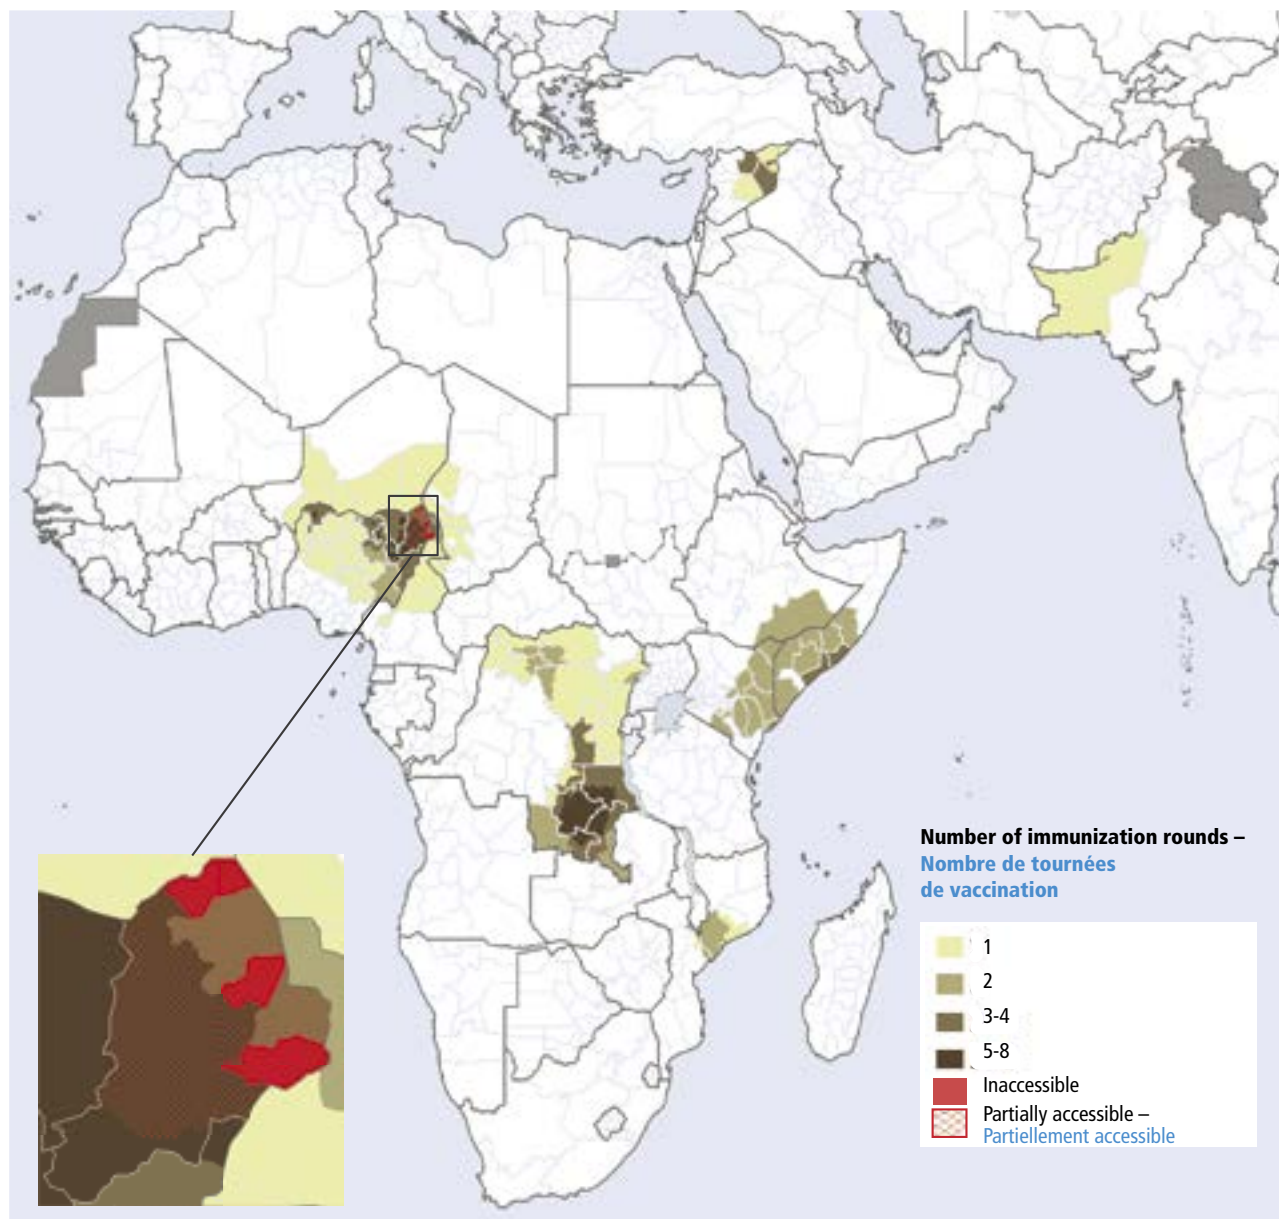 Number of immunization rounds –
Nombre de tournées
de vaccination
1
2
3-4
5-8
Inaccessible
Partially accessible –
Partiellement accessible